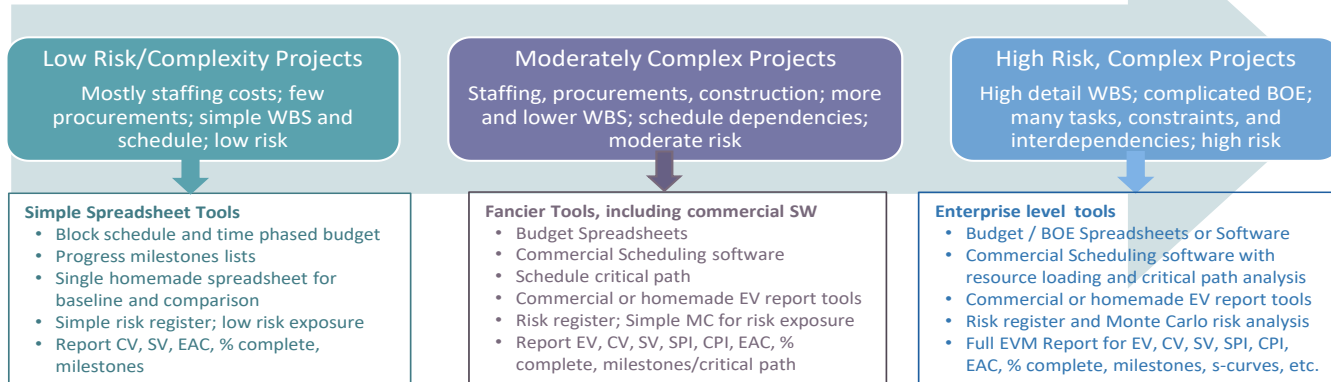 Low Risk/Complexity Projects
Mostly staffing costs; few
procurements; simple WBS and
schedule; low risk
Simple Spreadsheet Tools
• Block schedule and time phased budget
• Progress milestones lists
• Single homemade spreadsheet for
baseline and comparison
• Simple risk register; low risk exposure
• Report CV, SV, EAC, % complete,
milestones
Moderately Complex Projects
Staffing, procurements, construction; more
and lower WBS; schedule dependencies;
moderate risk
Fancier Tools, including commercial SW
• Budget Spreadsheets
• Commercial Scheduling software
• Schedule critical path
• Commercial or homemade EV report tools
• Risk register; Simple MC for risk exposure
• Report EV, CV, SV, SPI, CPI, EAC, %
complete, milestones/critical path
High Risk, Complex Projects
High detail WBS; complicated BOE;
many tasks, constraints, and
interdependencies; high risk
Enterprise level tools
• Budget / BOE Spreadsheets or Software
• Commercial Scheduling software with
resource loading and critical path analysis
• Commercial or homemade EV report tools
• Risk register and Monte Carlo risk analysis
• Full EVM Report for EV, CV, SV, SPI, CPI,
EAC, % complete, milestones, s-curves, etc.